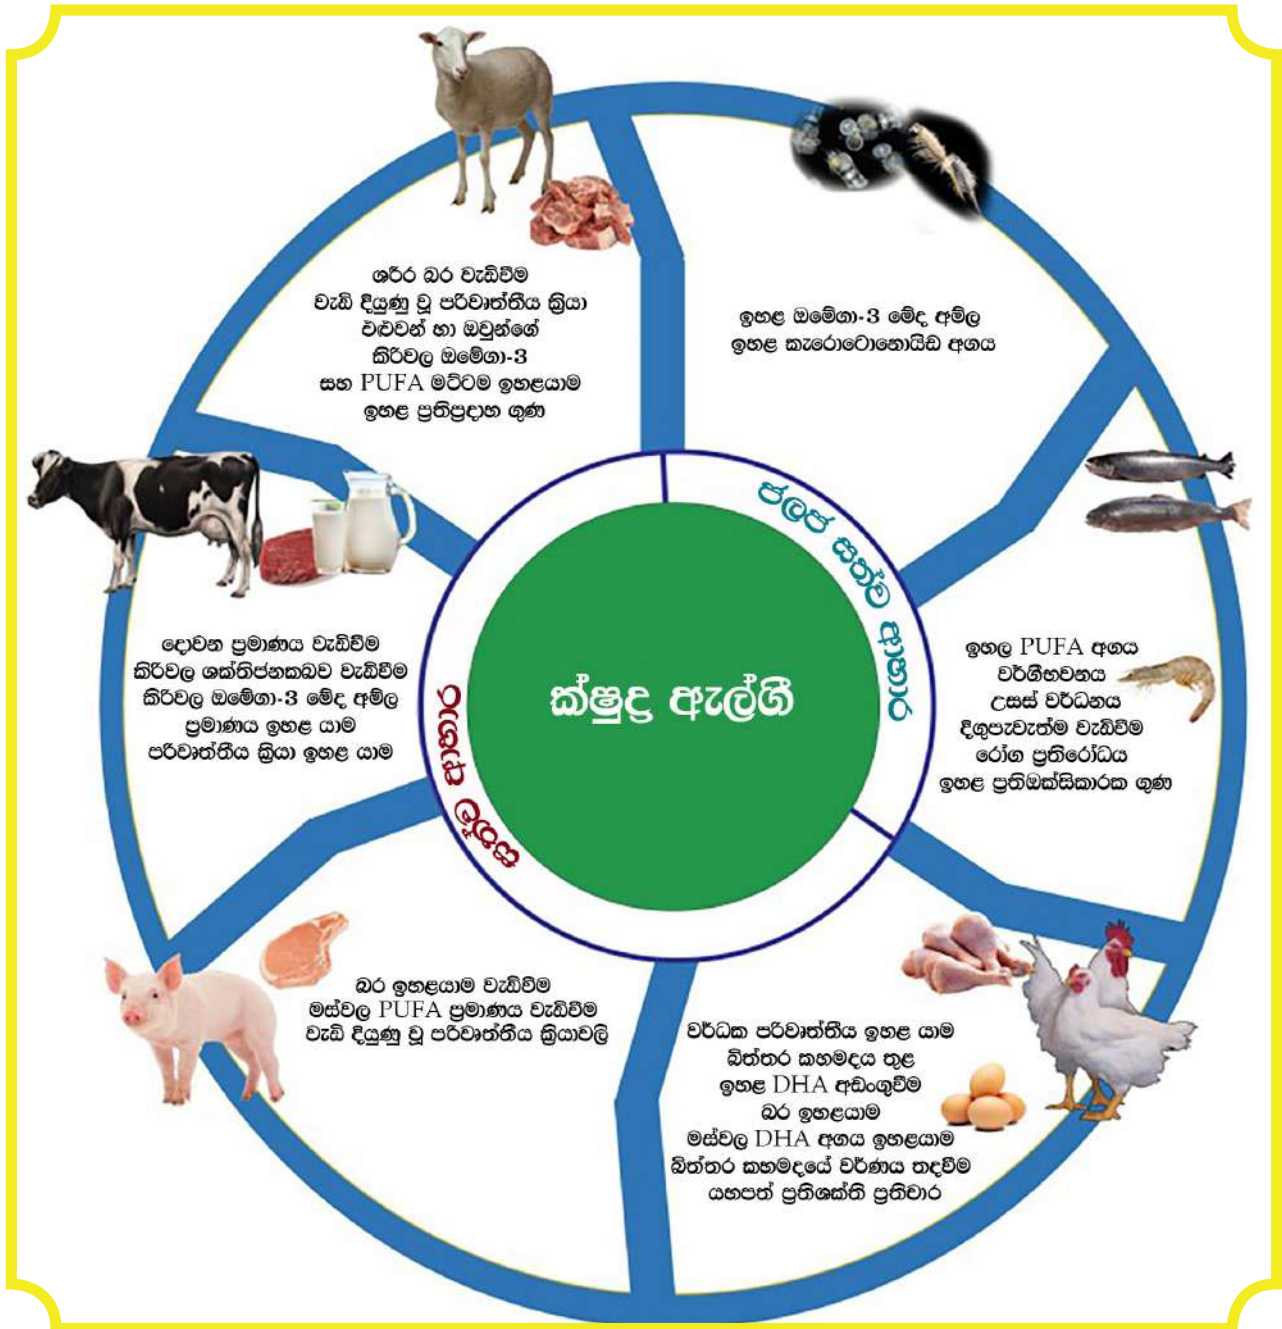 ශරීර බර වැඩිවීම
වැඩි දියුණු වූ පරිවෘත්තීය ක්‍රියා
එළුවන් හා ඔවුන්ගේ
කිරිවල ඔමේගා-3
සහ PUFA මට්ටම ඉහළයාම
ඉහළ ප්‍රතිප්‍රදාහ ගුණ
ඉහළ ඔමේගා-3 මේද අම්ල
ඉහළ කැරොටොනොයිඩ අගය
ජලජ සත්ව ආහාර
ඉහල PUFA අගය
වර්ගීභවනය
උසස් වර්ධනය
දිගුපැවැත්ම වැඩිවීම
රෝග ප්‍රතිරෝධය
ඉහළ ප්‍රතිඔක්සිකාරක ගුණ
දොවන ප්‍රමාණය වැඩිවීම
කිරිවල ශක්තිජනකබව වැඩිවීම
කිරිවල ඔමේගා-3 මේද අම්ල
ප්‍රමාණය ඉහළ යාම
පරිවෘත්තීය ක්‍රියා ඉහළ යාම
ක්ෂුද්‍ර ඇල්ගී
සත්ව ආහාර
බර ඉහළයාම වැඩිවීම
මස්වල PUFA ප්‍රමාණය වැඩිවීම
වැඩි දියුණු වූ පරිවෘත්තීය ක්‍රියාවලි
වර්ධක පරිවෘත්තීය ඉහළ යාම
බිත්තර කහමදය තුළ
ඉහළ DHA අඩංගුවීම
බර ඉහළයාම
මස්වල DHA අගය ඉහළයාම
බිත්තර කහමදයේ වර්ණය තදවීම
යහපත් ප්‍රතිශක්ති ප්‍රතිචාර